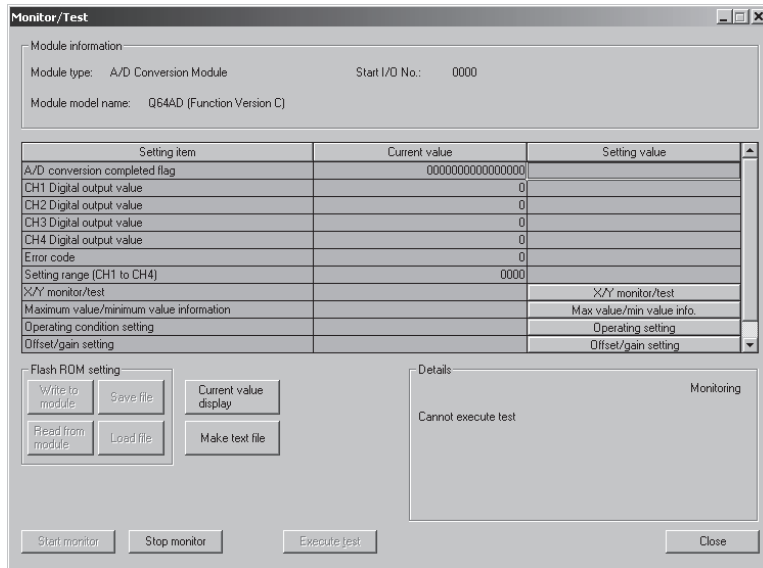 Monitor/Test
Module information
Module type: A/D Conversion Module Start I/O No.: 0000
Module model name: Q64AD (Function Version C)
Setting item Current value Setting value
A/D conversion completed flag 0000000000000000
CH1 Digital output value 0
CH2 Digital output value 0
CH3 Digital output value 0
CH4 Digital output value 0
Error code 0
Setting range (CH1 to CH4) 0000
X/Y monitor/test X/Y monitor/test
Maximum value/minimum value information Max value/min value info.
Operating condition setting Operating setting
Offset/gain setting Offset/gain setting
Flash ROM setting
Write to
module
Save file
Current value
display
Read from
module
Load file
Make text file
Details
Monitoring
Cannot execute test
Start monitor Stop monitor Execute test Close